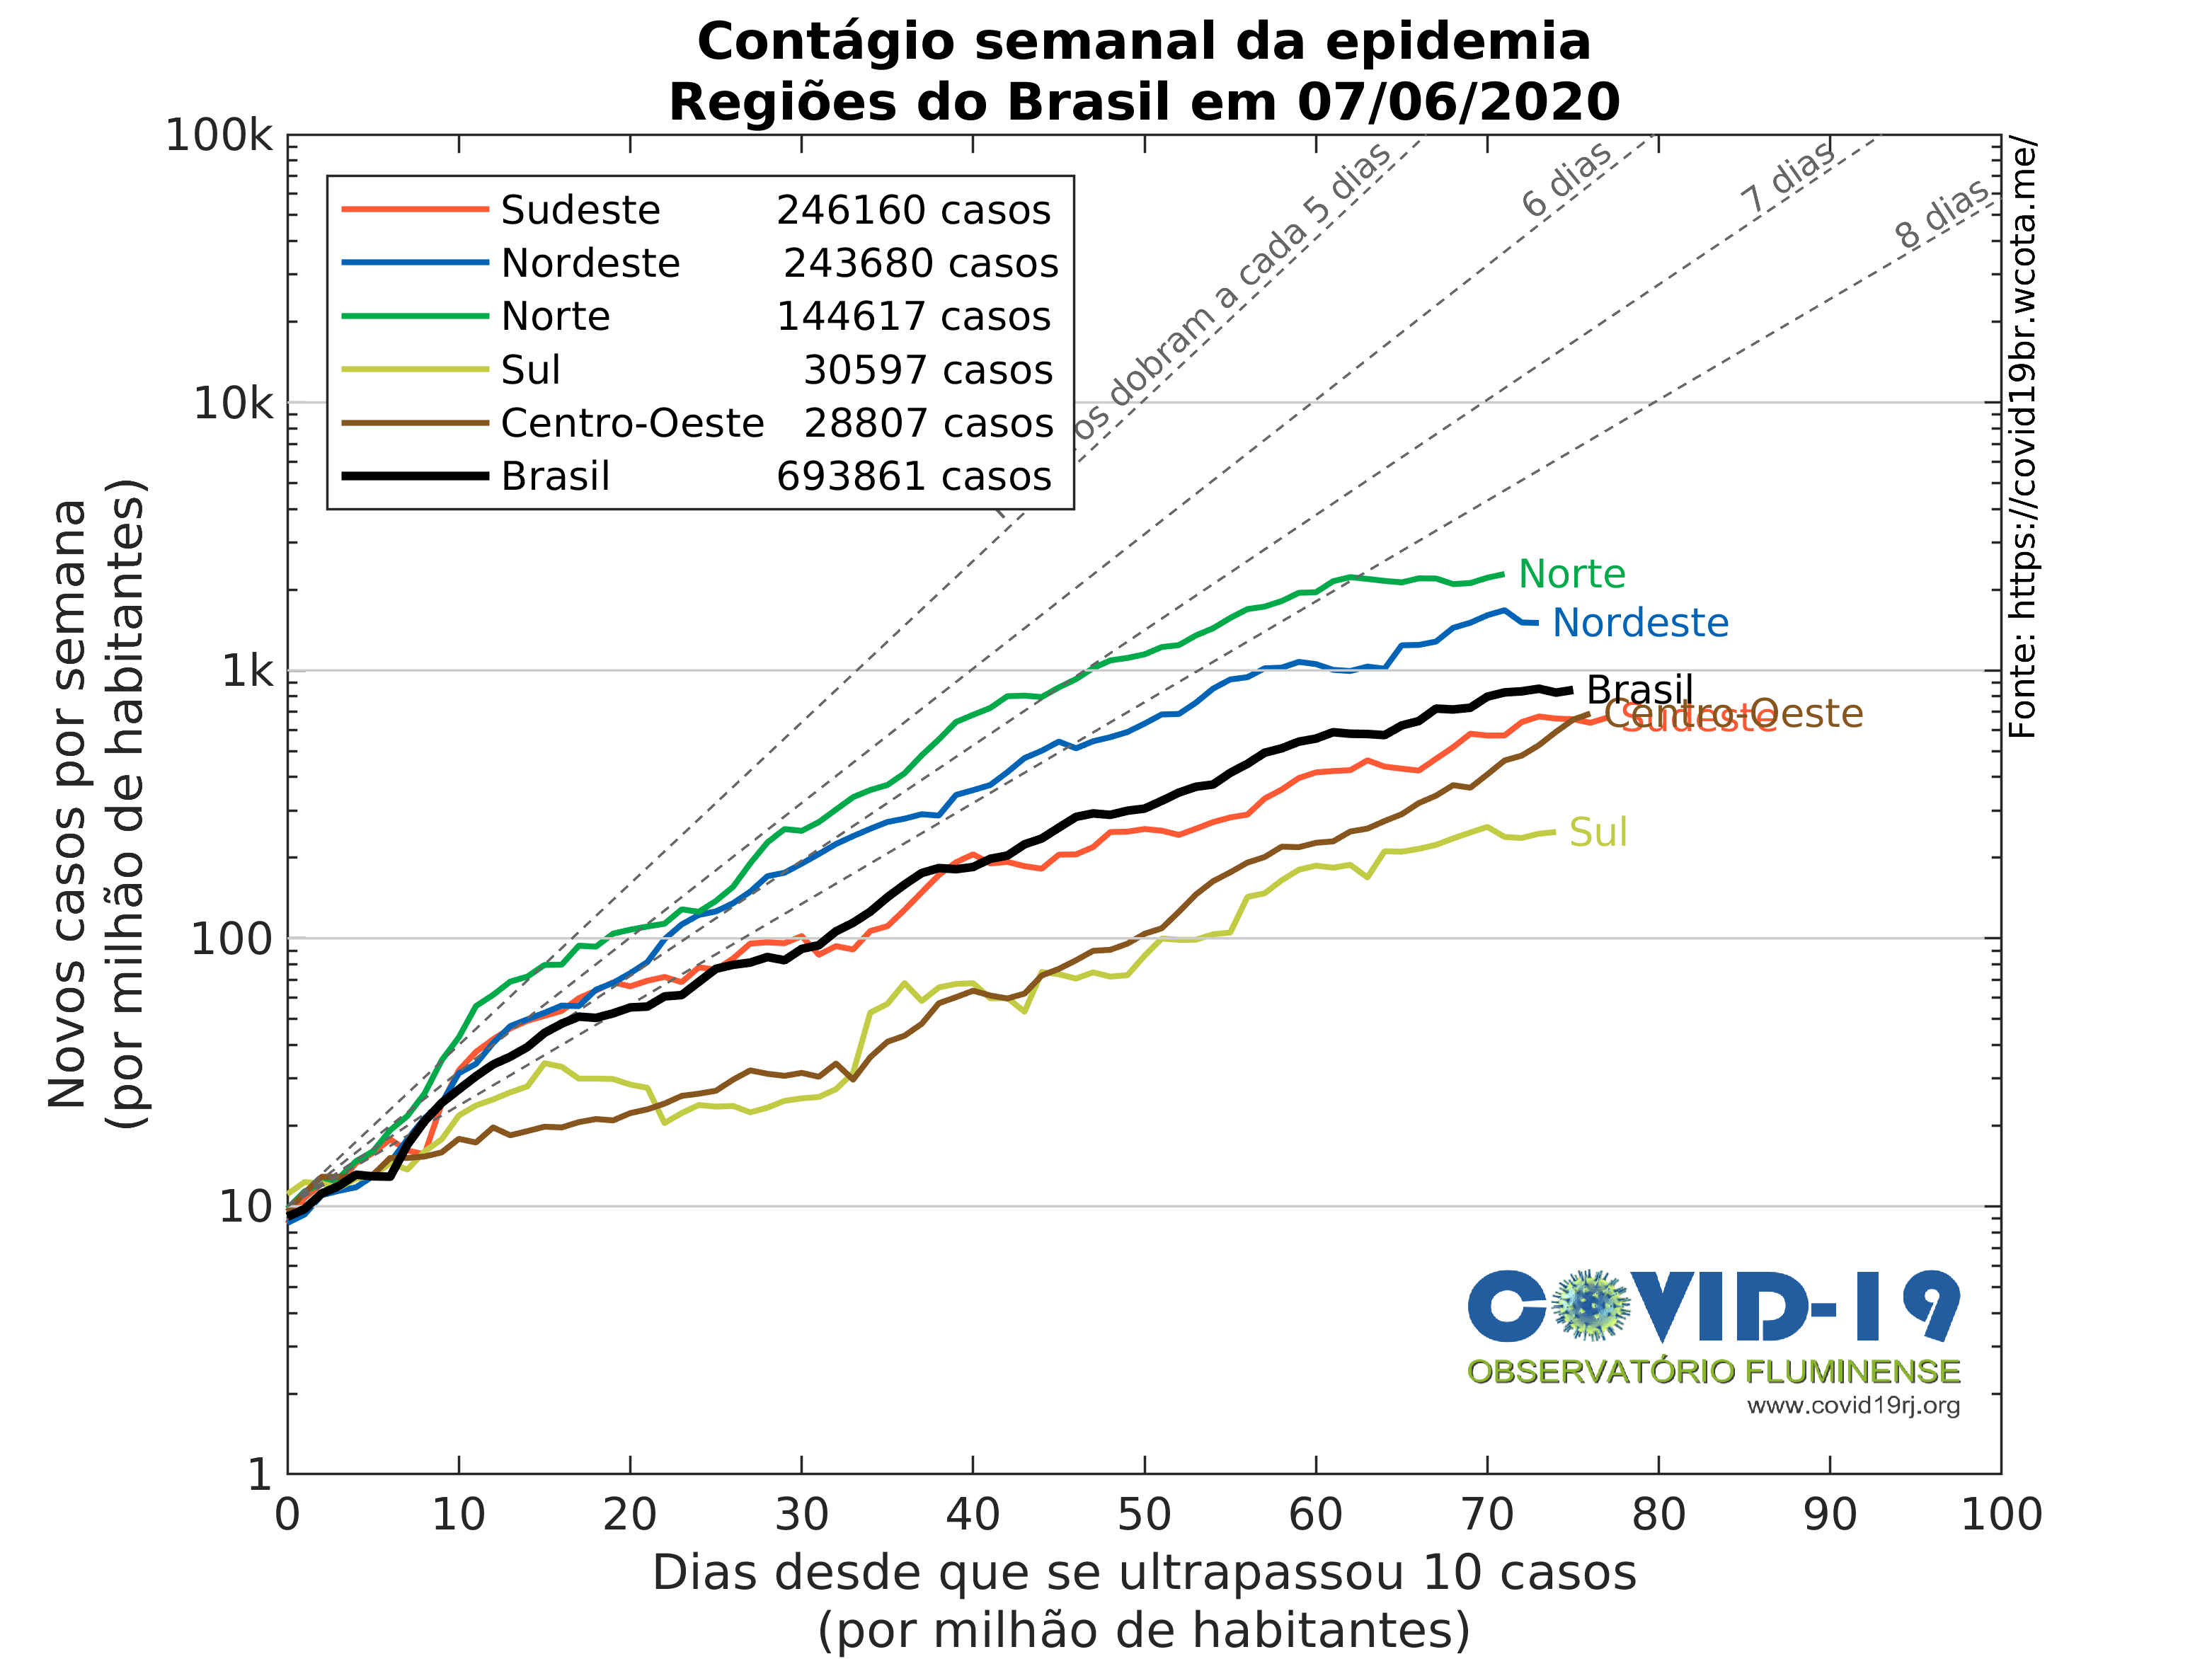 Contágio semanal da epidemia
Regiões do Brasil em 07/06/2020
100k
10k
1k
100
10
1
Novos casos por semana
(por milhão de habitantes)
Sudeste 246160 casos
Nordeste 243680 casos
Norte 144617 casos
Sul 30597 casos
Centro-Oeste 28807 casos
Brasil 693861 casos
os dobram a cada 5 dias
6 dias
7 dias
8 dias
Norte
Nordeste
Brasil
Sudeste
Centro-Oeste
Sul
Fonte: https://covid19br.wcota.me/
COVID-19
OBSERVATÓRIO FLUMINENSE
www.covid19rj.org
0 10 20 30 40 50 60 70 80 90 100
Dias desde que se ultrapassou 10 casos
(por milhão de habitantes)